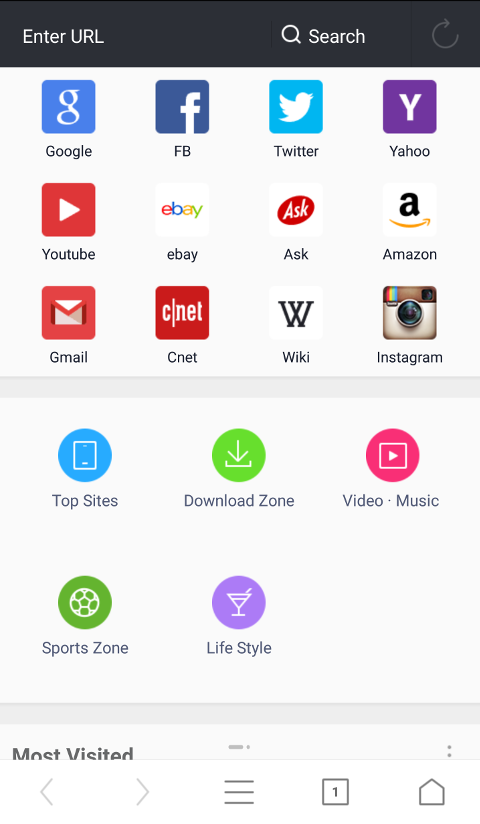 Enter URL Search
g f Y
Google FB Twitter Yahoo
ebay Ask a
Youtube ebay Ask Amazon
c|net W
Gmail Cnet Wiki Instagram
Top Sites Download Zone Video · Music
Sports Zone Life Style
Most Visited
1